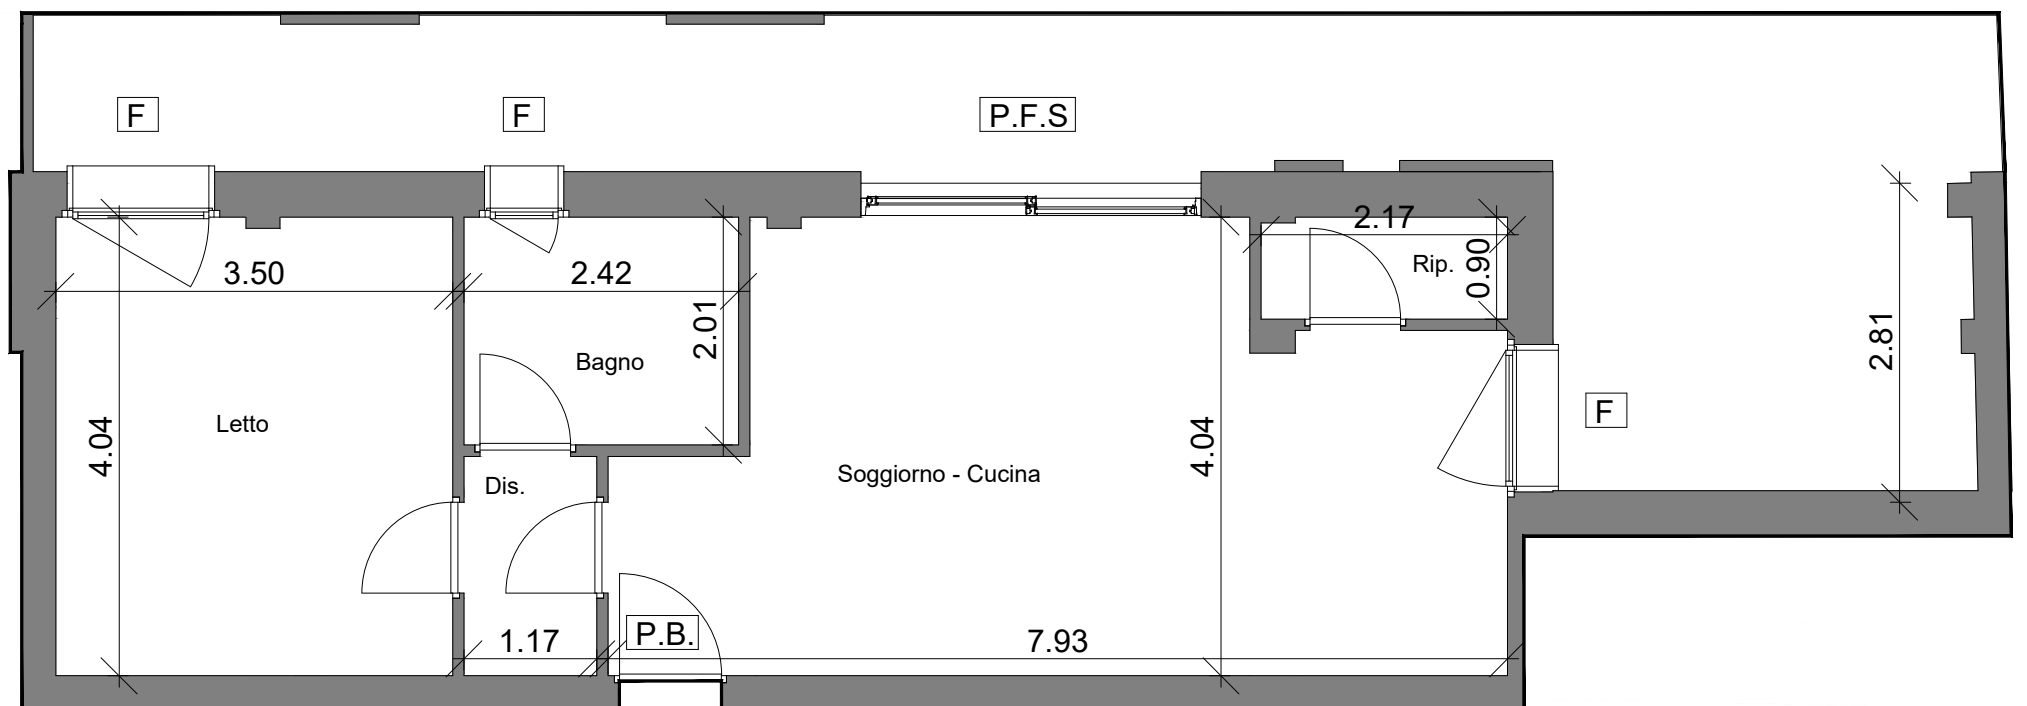 F
F
P.F.S
2.17
3.50
2.42
Rip.
0.90
2.01
2.81
Bagno
F
Letto
4.04
4.04
Soggiorno - Cucina
Dis.
1.17
P.B.
7.93